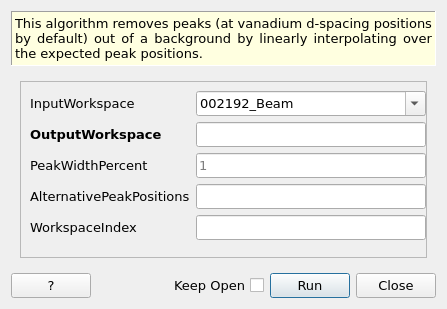 This algorithm removes peaks (at vanadium d-spacing positions
by default) out of a background by linearly interpolating over
the expected peak positions.
InputWorkspace 002192_Beam
OutputWorkspace
PeakWidthPercent 1
AlternativePeakPositions
WorkspaceIndex
? Keep Open Run Close